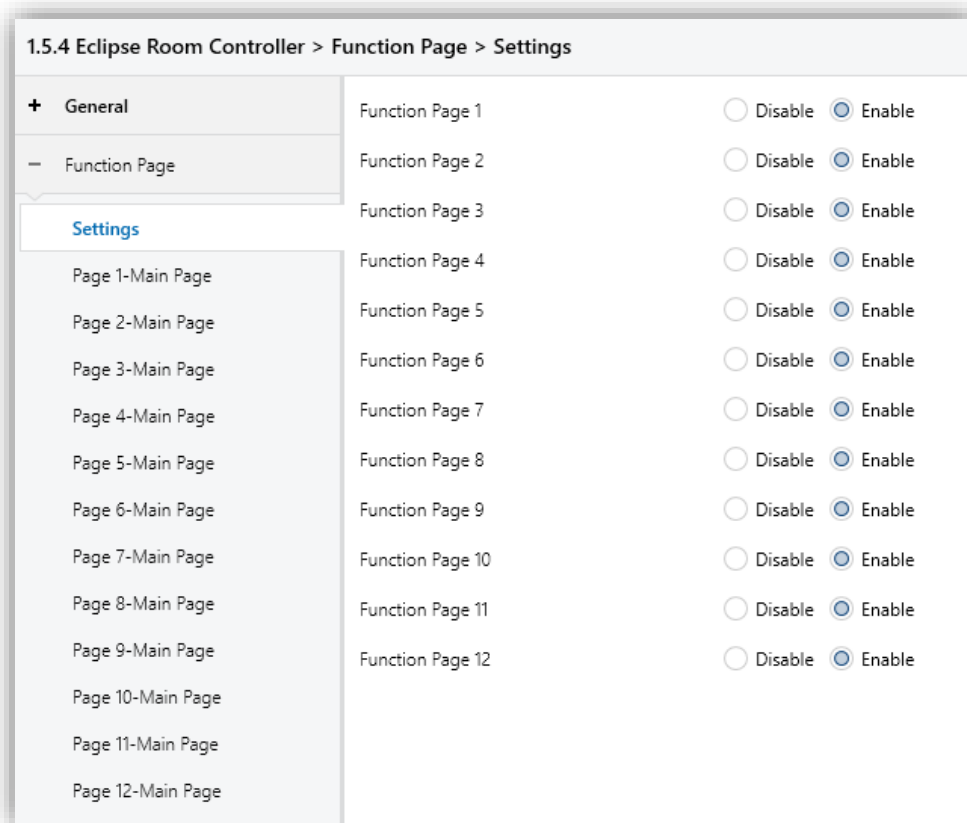 1.5.4 Eclipse Room Controller > Function Page > Settings
+ General
− Function Page
Settings
Page 1-Main Page
Page 2-Main Page
Page 3-Main Page
Page 4-Main Page
Page 5-Main Page
Page 6-Main Page
Page 7-Main Page
Page 8-Main Page
Page 9-Main Page
Page 10-Main Page
Page 11-Main Page
Page 12-Main Page
Function Page 1 Disable Enable
Function Page 2 Disable Enable
Function Page 3 Disable Enable
Function Page 4 Disable Enable
Function Page 5 Disable Enable
Function Page 6 Disable Enable
Function Page 7 Disable Enable
Function Page 8 Disable Enable
Function Page 9 Disable Enable
Function Page 10 Disable Enable
Function Page 11 Disable Enable
Function Page 12 Disable Enable